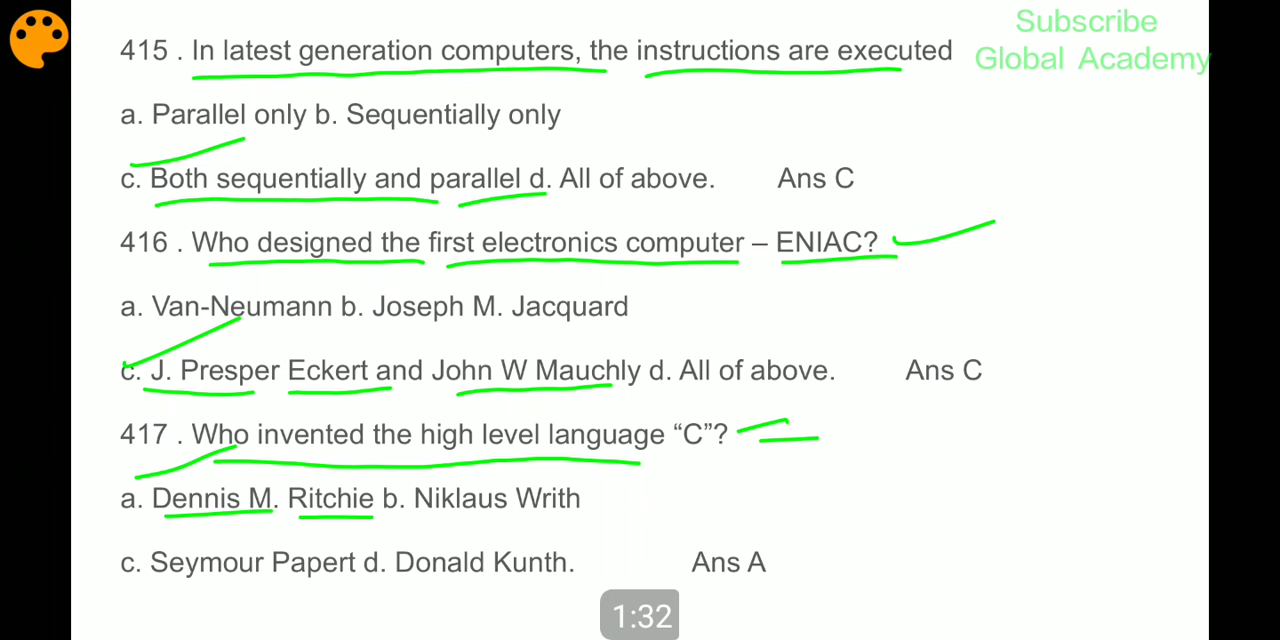 Subscribe
Global Academy
415 . In latest generation computers, the instructions are executed
a. Parallel only b. Sequentially only
c. Both sequentially and parallel d. All of above. Ans C
416 . Who designed the first electronics computer – ENIAC?
a. Van-Neumann b. Joseph M. Jacquard
c. J. Presper Eckert and John W Mauchly d. All of above. Ans C
417 . Who invented the high level language “C”?
a. Dennis M. Ritchie b. Niklaus Writh
c. Seymour Papert d. Donald Kunth. Ans A
1:32